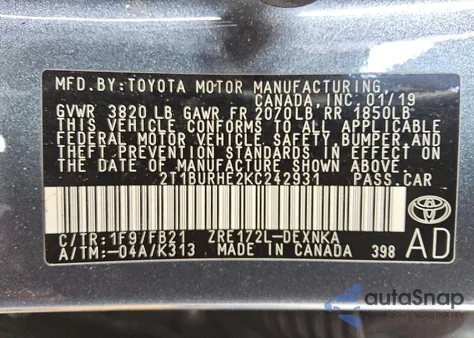 MFD. BY: TOYOTA MOTOR MANUFACTURING,
CANADA, INC. 01/19
GVWR 3820 LB GAWR FR 2070LB RR 1850LB
THIS VEHICLE CONFORMS TO ALL APPLICABLE
FEDERAL MOTOR VEHICLE SAFETY, BUMPER, AND
THEFT PREVENTION STANDARDS IN EFFECT ON
THE DATE OF MANUFACTURE SHOWN ABOVE.
2T1BURHE2KC242931 PASS.CAR
C/TR: 1F9/FB21 ZRE172L-DEXNKA
A/TM: -04A/K313 MADE IN CANADA 398
TOYOTA
AD
autoSnap